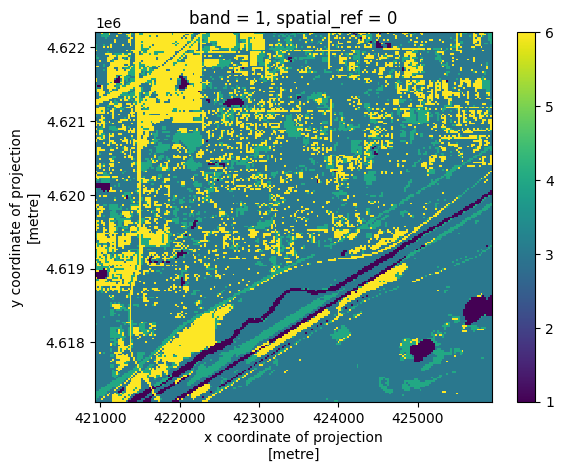 band = 1, spatial_ref = 0
1e6
4.622
4.621
4.620
4.619
4.618
y coordinate of projection
[metre]
421000 422000 423000 424000 425000
x coordinate of projection
[metre]
6
5
4
3
2
1